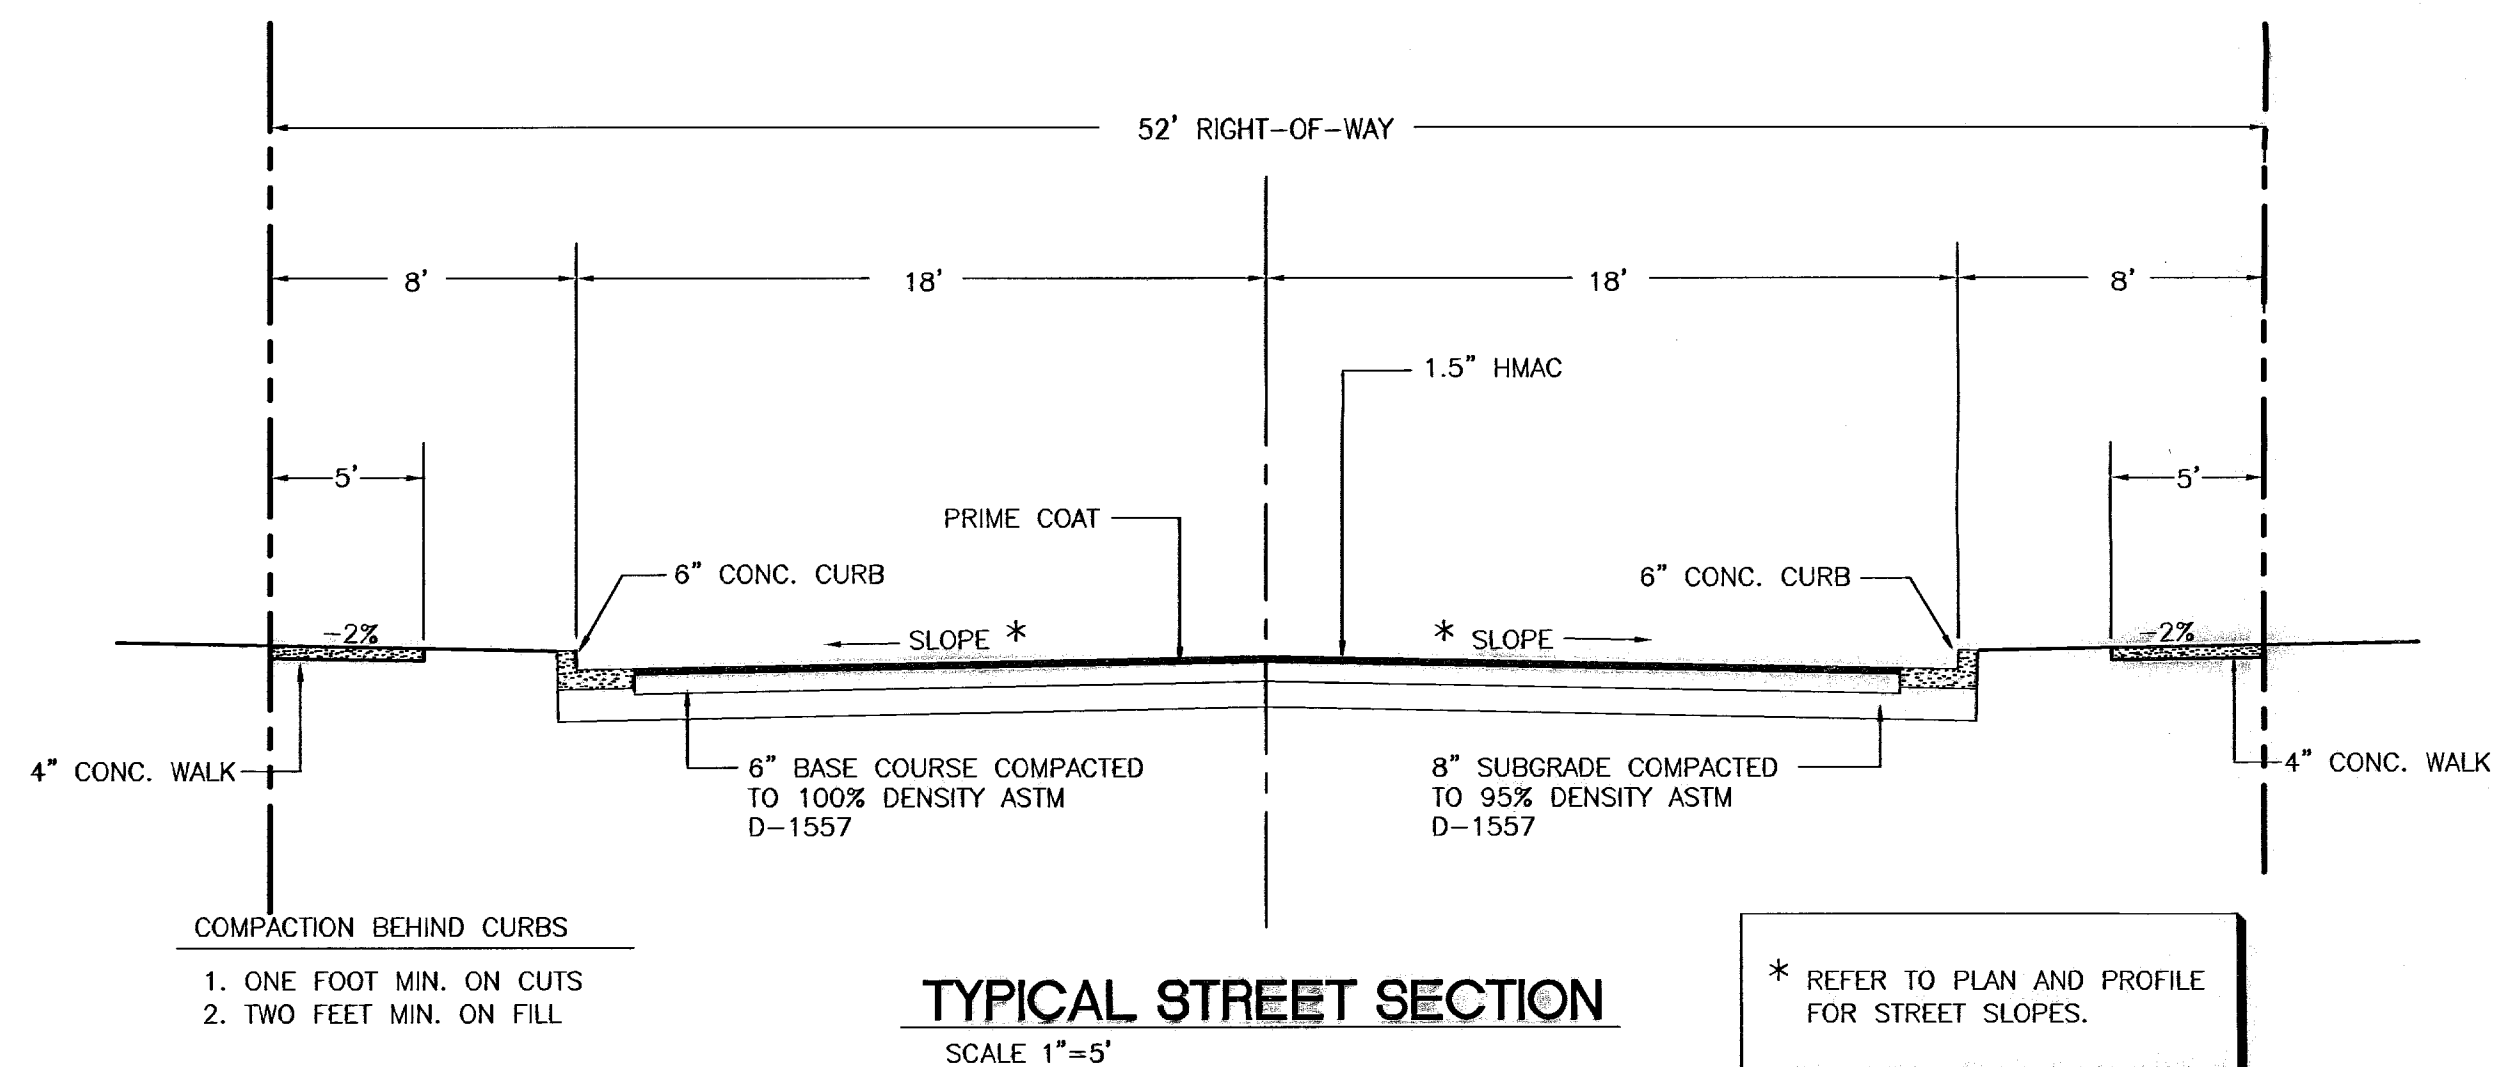 52' RIGHT-OF-WAY
8'
18'
18'
8'
1.5" HMAC
5'
5'
PRIME COAT
6" CONC. CURB
6" CONC. CURB
-2%
SLOPE *
* SLOPE
-2%
4" CONC. WALK
6" BASE COURSE COMPACTED
TO 100% DENSITY ASTM
D-1557
8" SUBGRADE COMPACTED
TO 95% DENSITY ASTM
D-1557
4" CONC. WALK
COMPACTION BEHIND CURBS
1. ONE FOOT MIN. ON CUTS
2. TWO FEET MIN. ON FILL
TYPICAL STREET SECTION
SCALE 1"=5'
* REFER TO PLAN AND PROFILE
FOR STREET SLOPES.